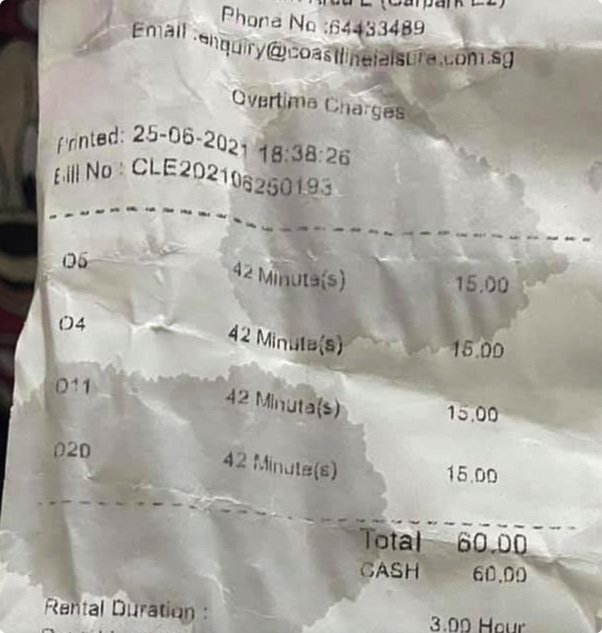 (Carpark E2)
Phone No :64433489
Email :enquiry@coastlineleisure.com.sg
Overtime Charges
Printed: 25-06-2021 18:38:26
Bill No : CLE202106250193
05 42 Minute(s) 15.00
04 42 Minute(s) 15.00
011 42 Minute(s) 15.00
020 42 Minute(s) 15.00
Total 60.00
CASH 60.00
Rental Duration :
3.00 Hour